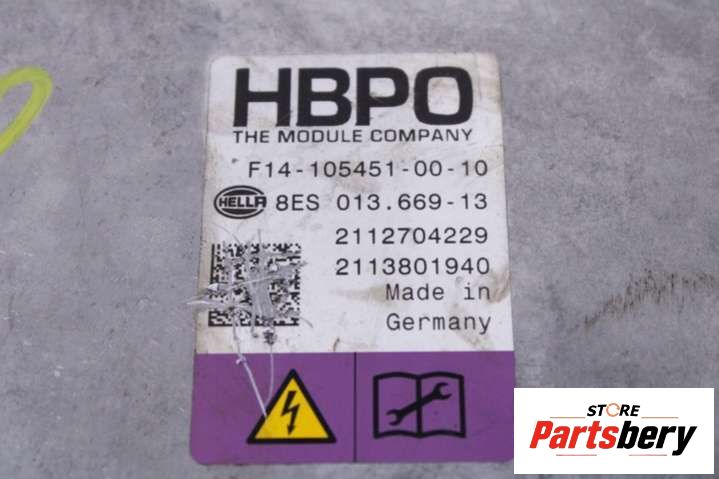 HBPO
THE MODULE COMPANY
F14-105451-00-10
HELLA 8ES 013.669-13
2112704229
2113801940
Made in
Germany
STORE
Partsbery